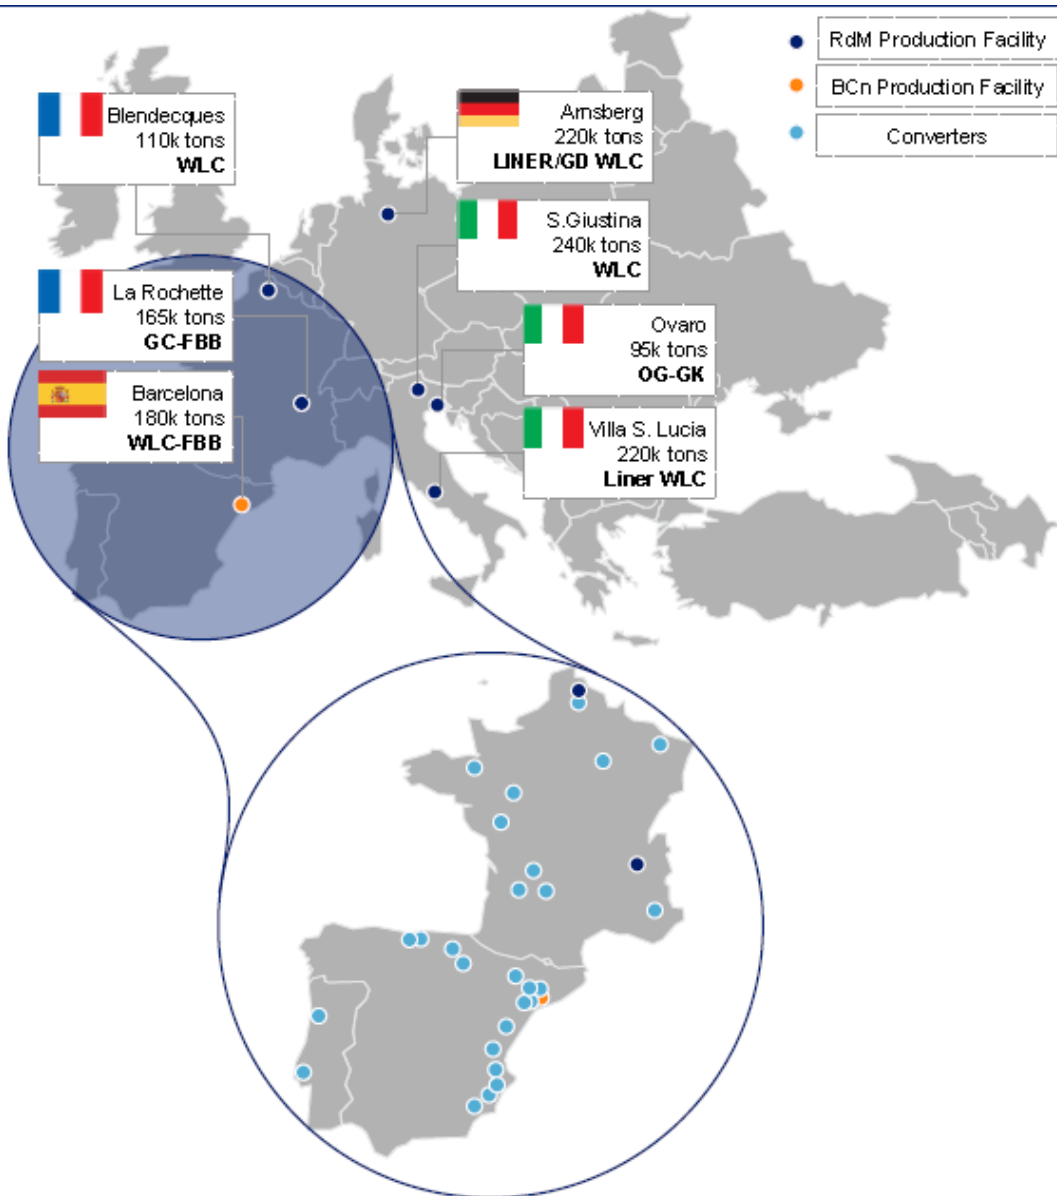 RdM Production Facility
BCn Production Facility
Converters
Blendecques
110k tons
WLC
Arnsberg
220k tons
LINER/GD WLC
S.Giustina
240k tons
WLC
La Rochette
165k tons
GC-FBB
Ovaro
95k tons
OG-GK
Barcelona
180k tons
WLC-FBB
Villa S. Lucia
220k tons
Liner WLC